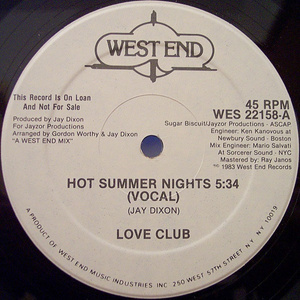 WEST END
This Record Is On Loan
And Not For Sale
Produced by Jay Dixon
For Jayzor Productions
Arranged by Gordon Worthy & Jay Dixon
"A WEST END MIX"
45 RPM
WES 22158-A
Sugar Biscuit/Jayzor Productions - ASCAP
Engineer: Ken Kanovous at
Newbury Sound - Boston
Mix Engineer: Mario Salvati
At Sorcerer Sound - NYC
Mastered by: Ray Janos
℗ 1983 West End Records
HOT SUMMER NIGHTS 5:34
(VOCAL)
(JAY DIXON)
LOVE CLUB
A PRODUCT OF WEST END MUSIC INDUSTRIES INC 250 WEST 57TH STREET N.Y. N.Y. 10019